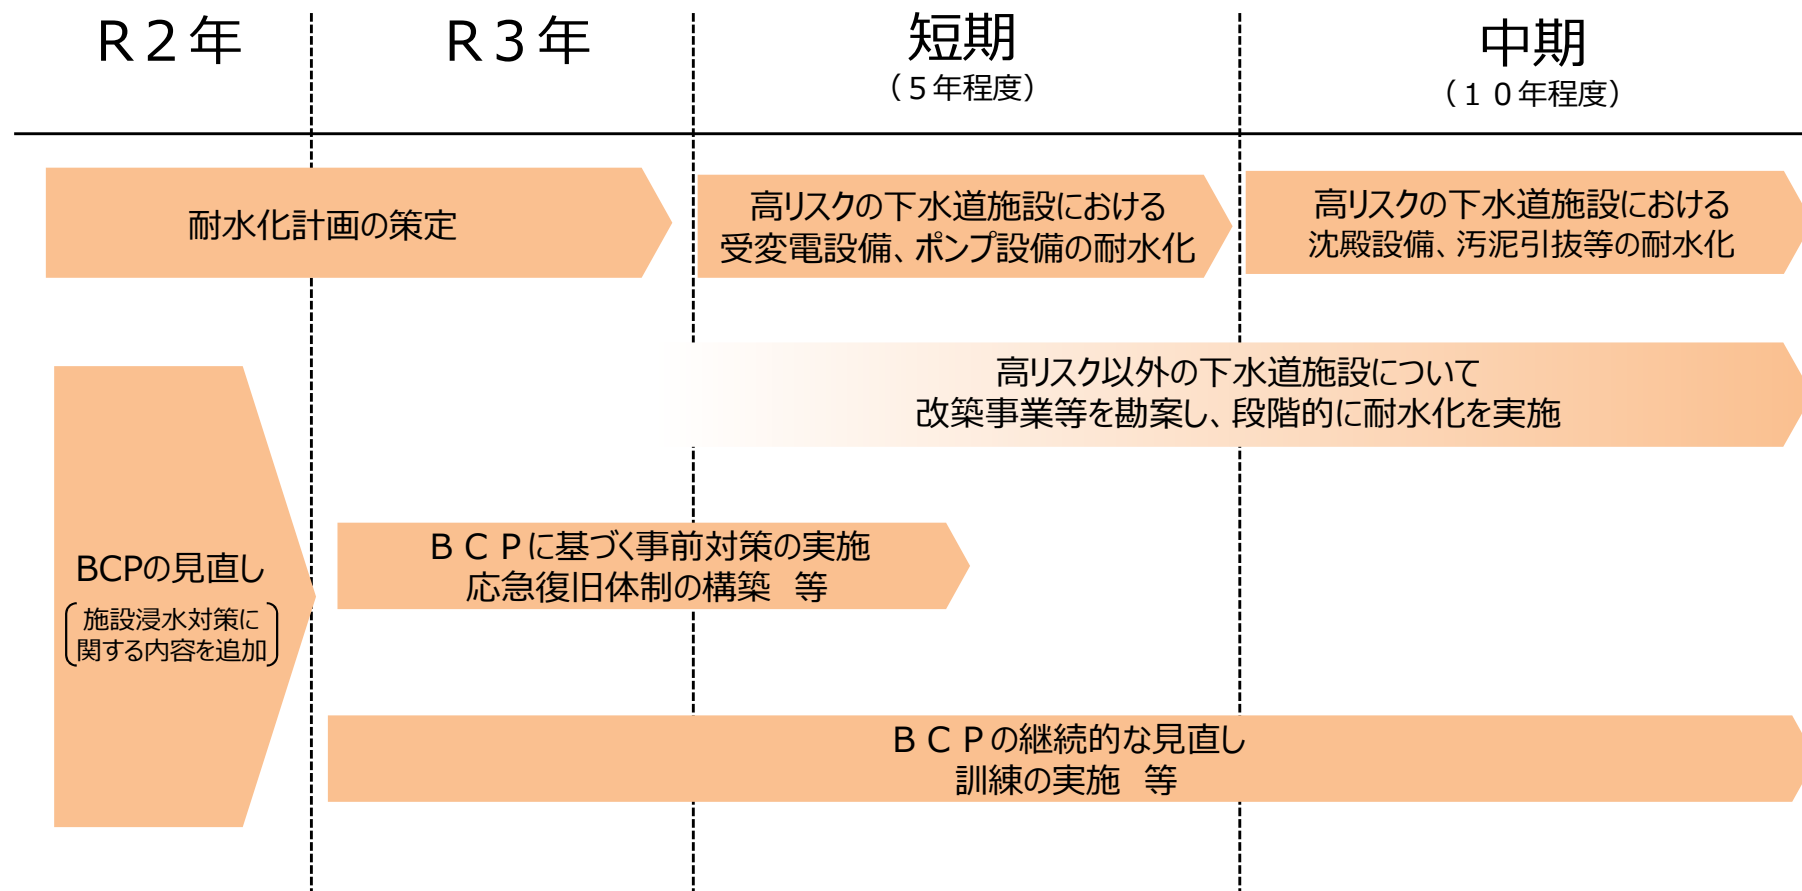 R2年
R3年
短期
（5年程度）
中期
（10年程度）
耐水化計画の策定
高リスクの下水道施設における
受変電設備、ポンプ設備の耐水化
高リスクの下水道施設における
沈殿設備、汚泥引抜等の耐水化
高リスク以外の下水道施設について
改築事業等を勘案し、段階的に耐水化を実施
BCPの見直し
施設浸水対策に
関する内容を追加
ＢＣＰに基づく事前対策の実施
応急復旧体制の構築　等
ＢＣＰの継続的な見直し
訓練の実施　等